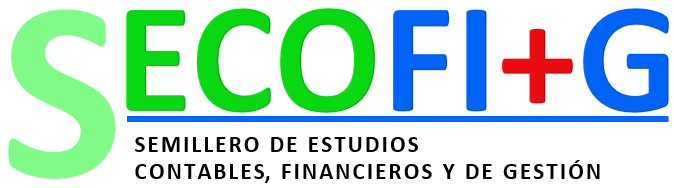 SECOFI+G
SEMILLERO DE ESTUDIOS
CONTABLES, FINANCIEROS Y DE GESTIÓN